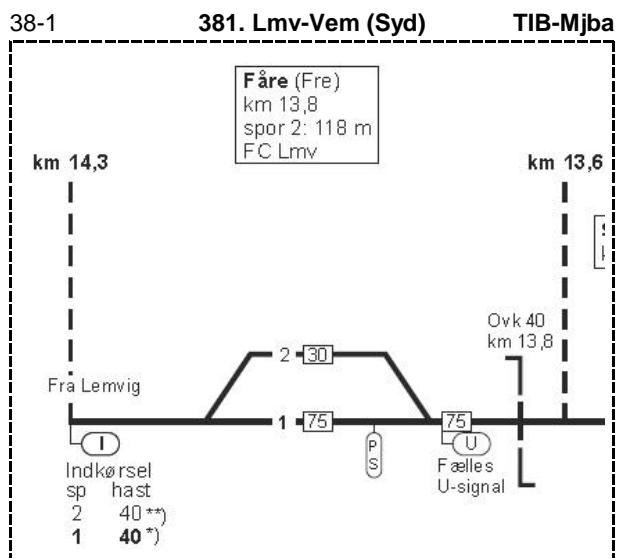 38-1 381. Lmv-Vem (Syd) TIB-Mjba
Fåre (Fre)
km 13,8
spor 2: 118 m
FC Lmv
km 14,3 km 13,6
Ovk 40
km 13,8
2 30
Fra Lemvig
1 75 75
I P S U
Indkørsel
sp hast
2 40 **)
1 40 *)
Fælles
U-signal